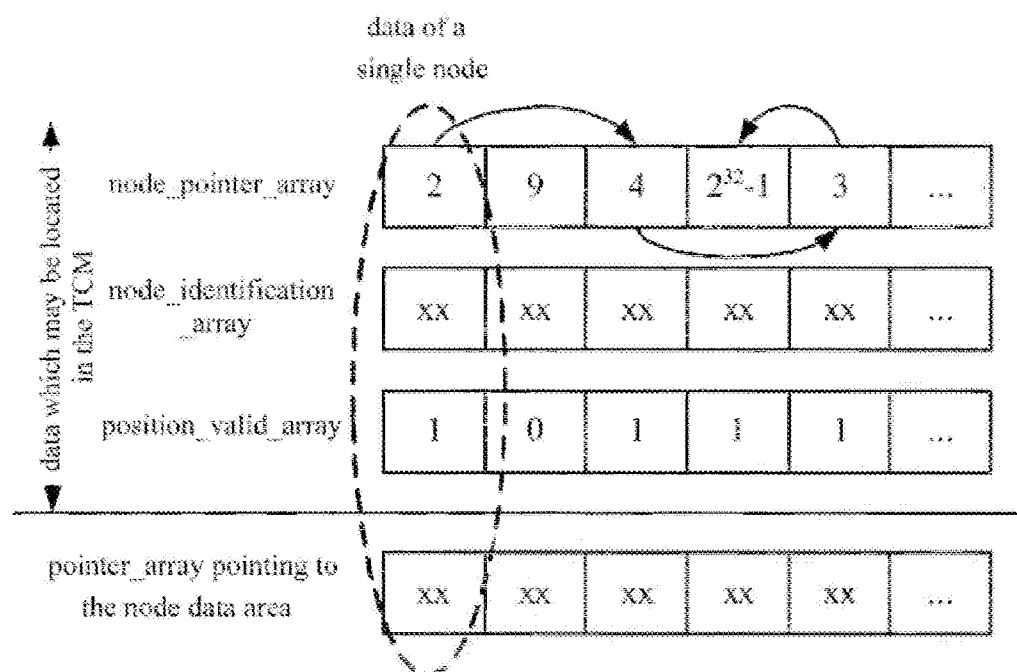 data of a
single node
data which may be located
in the TCM
node_pointer_array
2 9 4 2³²-1 3 ...
node_identification
_array
xx xx xx xx xx ...
position_valid_array
1 0 1 1 1 ...
pointer_array pointing to
the node data area
xx xx xx xx xx ...